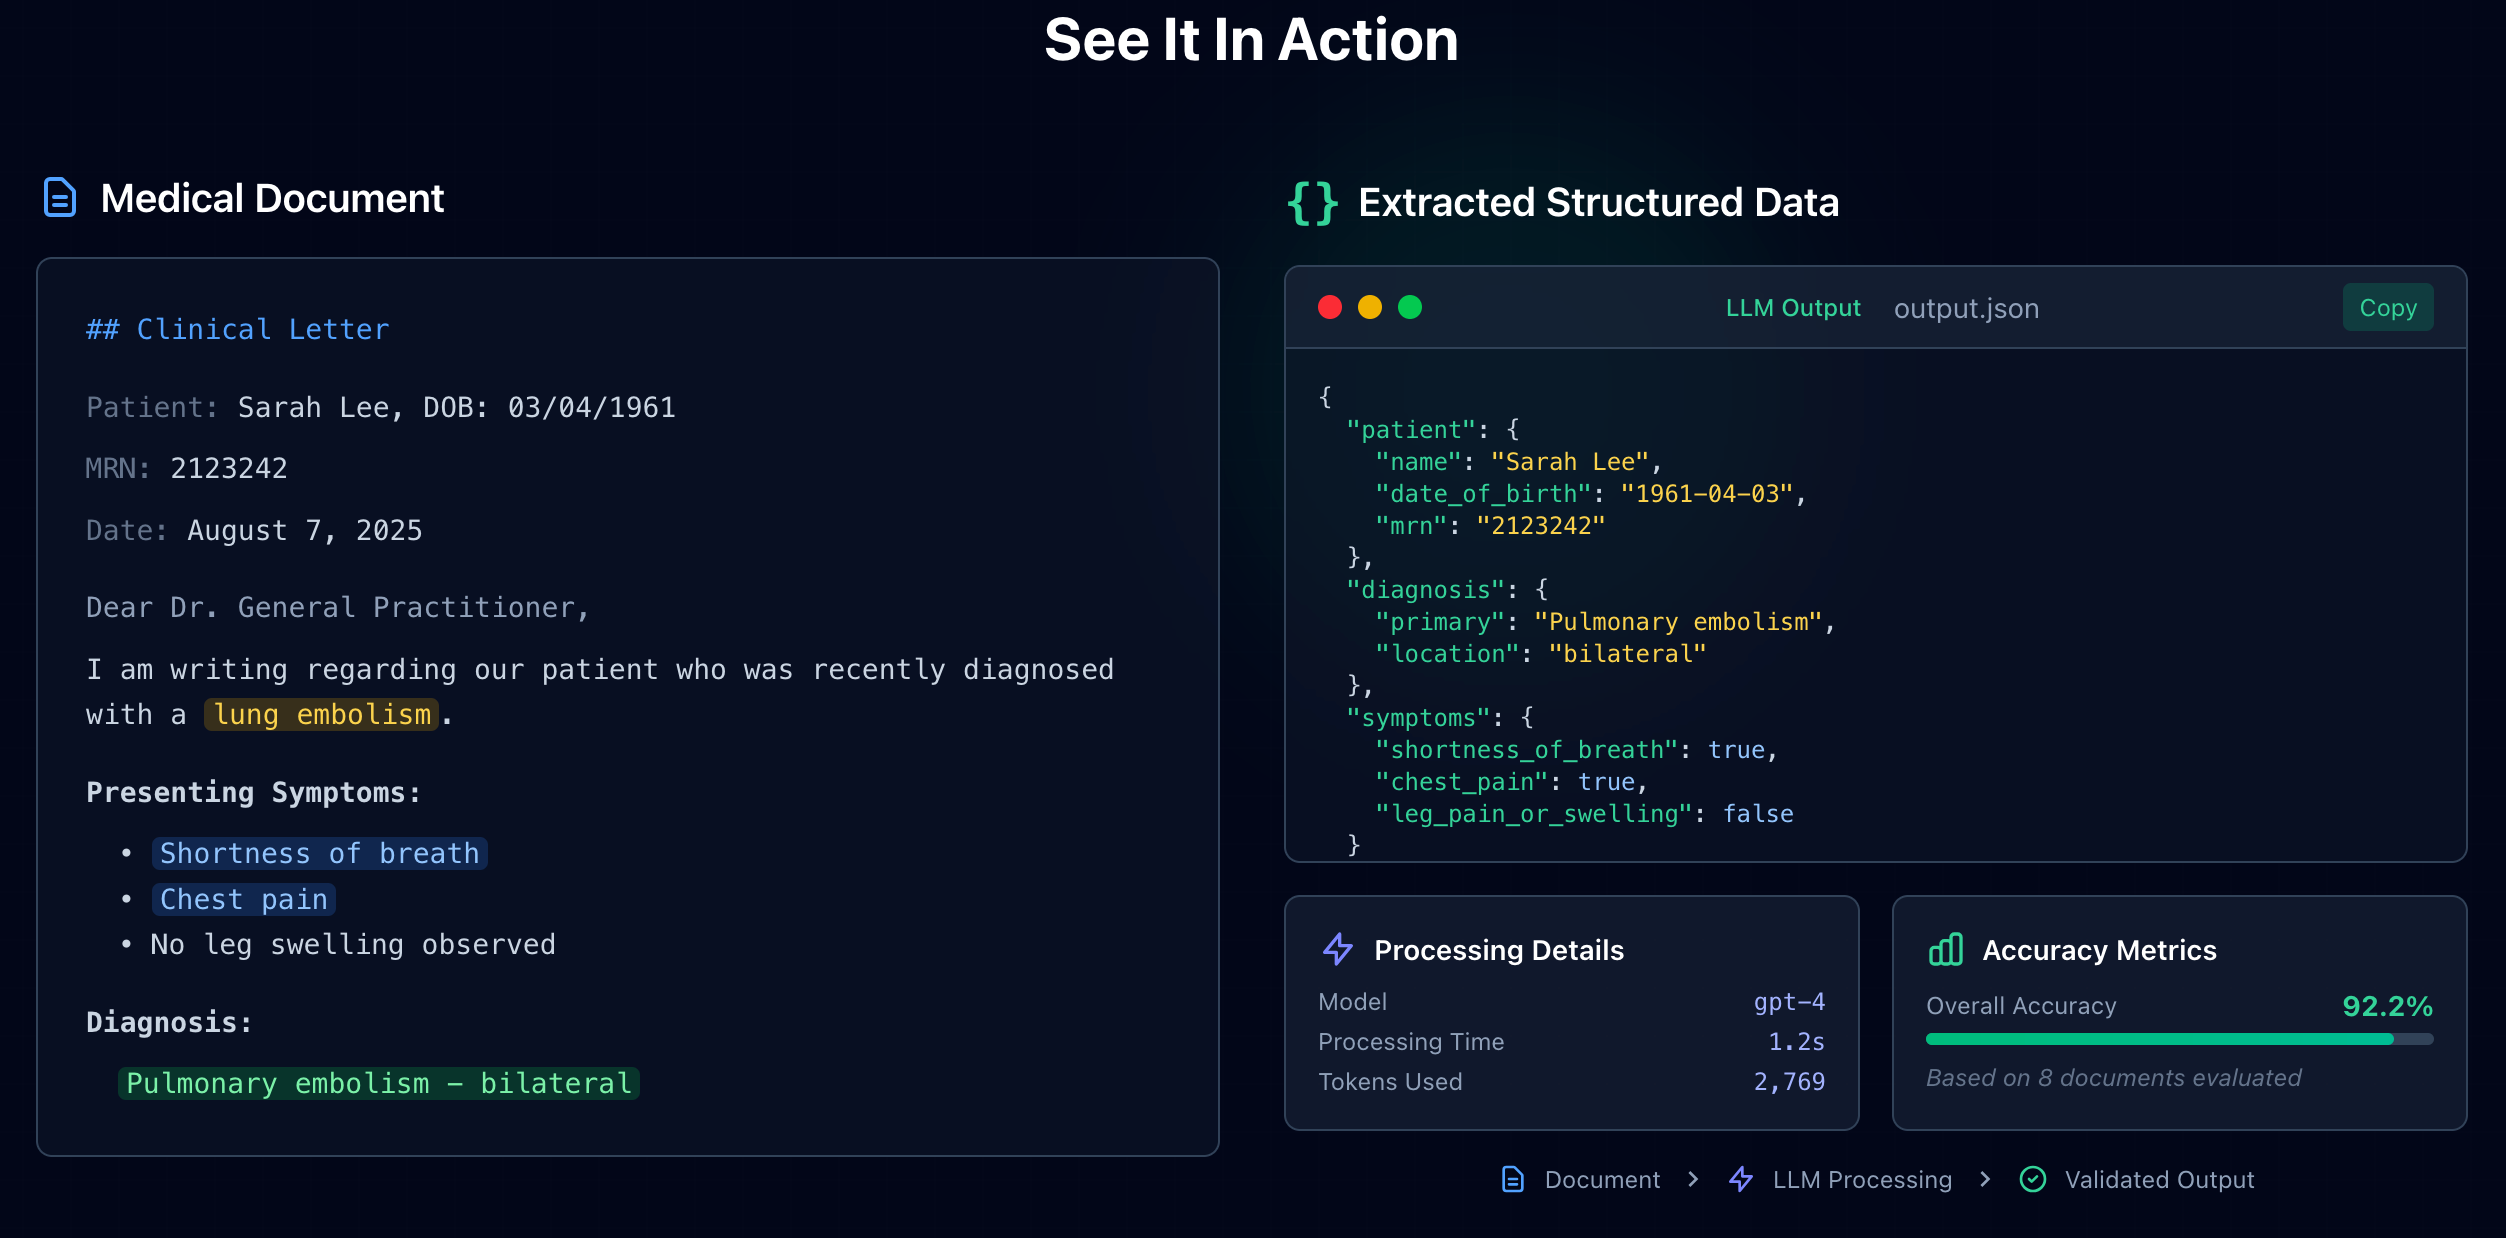 See It In Action
Medical Document
## Clinical Letter
Patient: Sarah Lee, DOB: 03/04/1961
MRN: 2123242
Date: August 7, 2025
Dear Dr. General Practitioner,
I am writing regarding our patient who was recently diagnosed
with a lung embolism.
Presenting Symptoms:
• Shortness of breath
• Chest pain
• No leg swelling observed
Diagnosis:
Pulmonary embolism – bilateral
{} Extracted Structured Data
LLM Output output.json Copy
{
"patient": {
"name": "Sarah Lee",
"date_of_birth": "1961-04-03",
"mrn": "2123242"
},
"diagnosis": {
"primary": "Pulmonary embolism",
"location": "bilateral"
},
"symptoms": {
"shortness_of_breath": true,
"chest_pain": true,
"leg_pain_or_swelling": false
}
Processing Details
Model gpt-4
Processing Time 1.2s
Tokens Used 2,769
Accuracy Metrics
Overall Accuracy 92.2%
Based on 8 documents evaluated
Document > LLM Processing > Validated Output